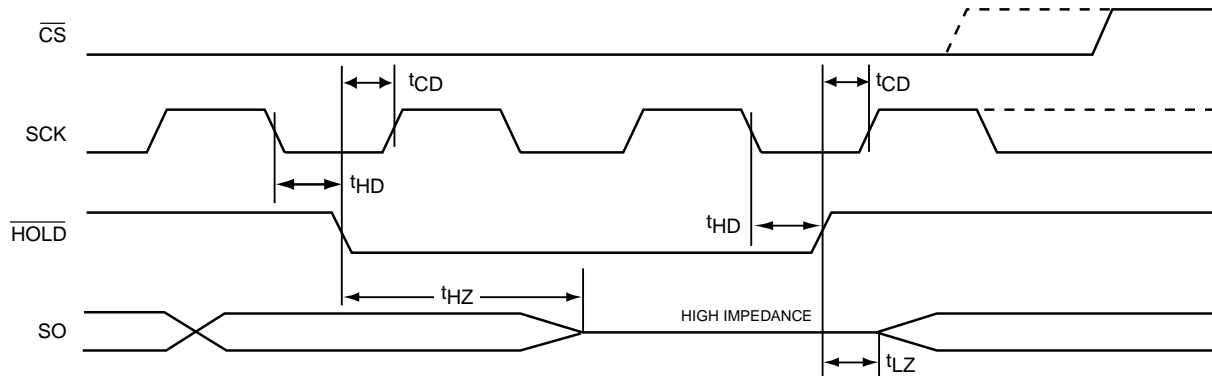 CS
tCD
tCD
SCK
tHD
HOLD
tHD
tHZ
SO
HIGH IMPEDANCE
tLZ